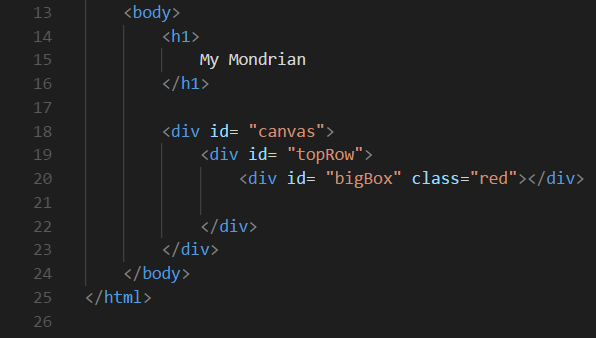 13 <body>
14 <h1>
15 My Mondrian
16 </h1>
17
18 <div id= "canvas">
19 <div id= "topRow">
20 <div id= "bigBox" class="red"></div>
21
22 </div>
23 </div>
24 </body>
25 </html>
26